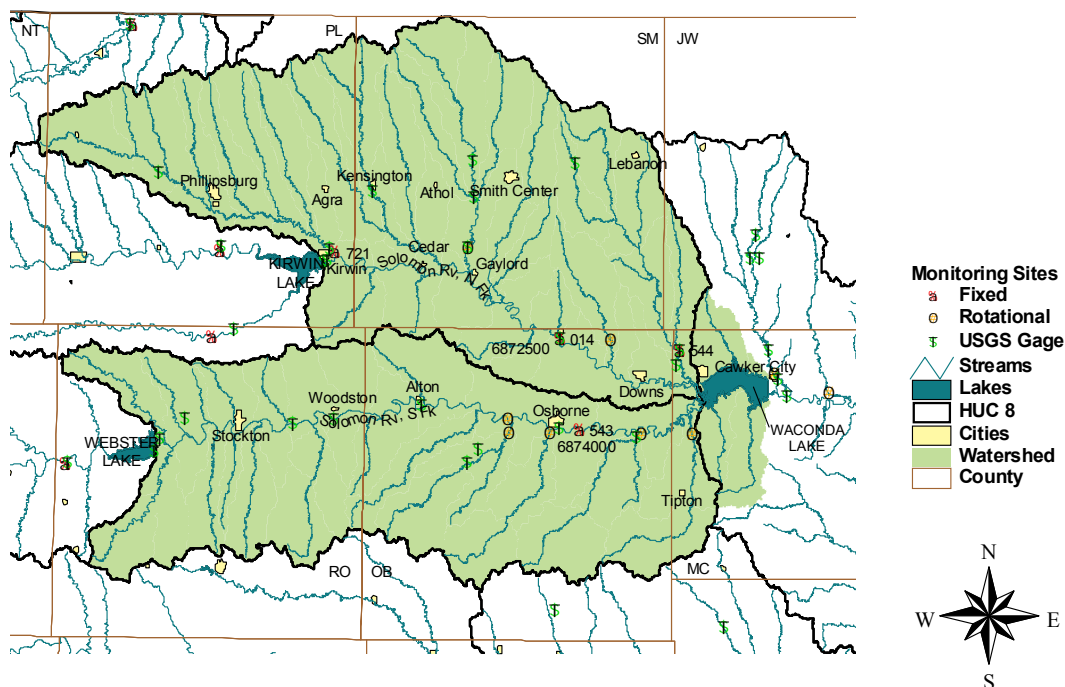 NT
PL
SM
JW
Lebanon
Kensington
Phillipsburg
Athol
Smith Center
Agra
721
Cedar
KIRWIN
LAKE
Kirwin
Solomon Rv, N Fk
Gaylord
014
6872500
544
Cawker City
Downs
Alton
Woodston
Solomon Rv, S Fk
Osborne
543
6874000
Stockton
WEBSTER
LAKE
WACONDA
LAKE
Tipton
RO
OB
MC
Monitoring Sites
Fixed
Rotational
USGS Gage
Streams
Lakes
HUC 8
Cities
Watershed
County
N
W
E
S